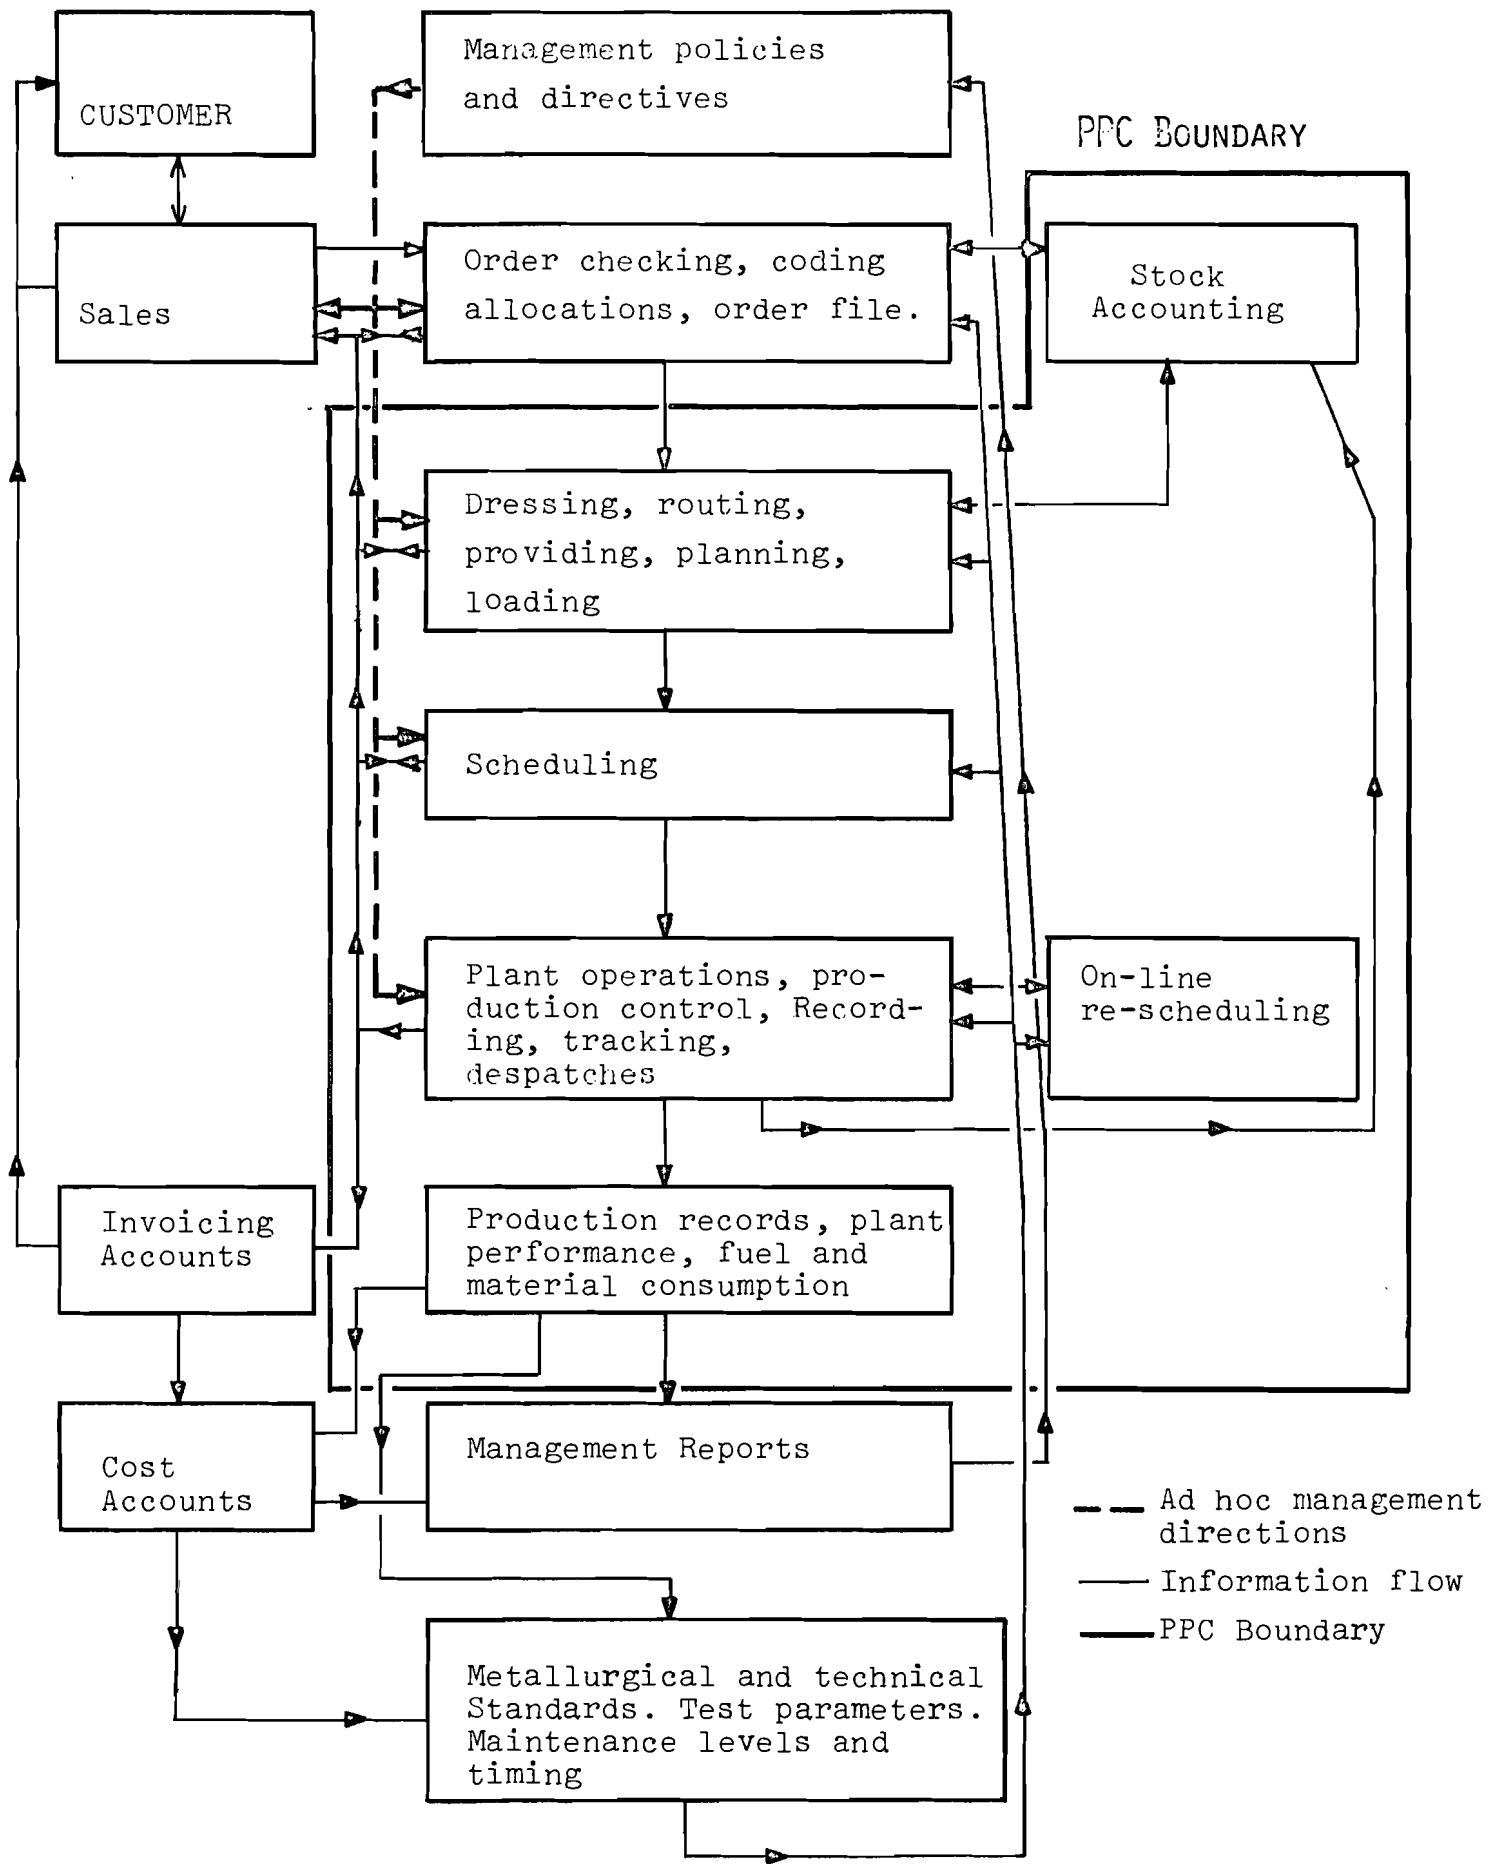 Management policies
and directives
CUSTOMER
PPC BOUNDARY
Order checking, coding
allocations, order file.
Stock
Accounting
Sales
Dressing, routing,
providing, planning,
loading
Scheduling
Plant operations, pro-
duction control, Record-
ing, tracking,
despatches
On-line
re-scheduling
Invoicing
Accounts
Production records, plant
performance, fuel and
material consumption
Management Reports
Cost
Accounts
Ad hoc management
directions
Information flow
PPC Boundary
Metallurgical and technical
Standards. Test parameters.
Maintenance levels and
timing